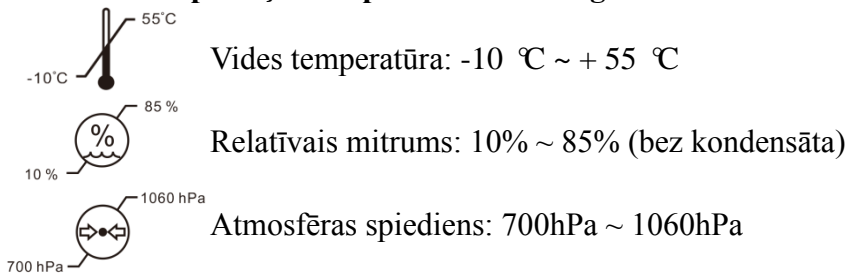 55°C
-10°C
Vides temperatūra: -10 ℃ ~ + 55 ℃
85 %
%
10 %
Relatīvais mitrums: 10% ~ 85% (bez kondensāta)
1060 hPa
700 hPa
Atmosfēras spiediens: 700hPa ~ 1060hPa